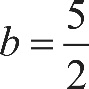 b = 5/2